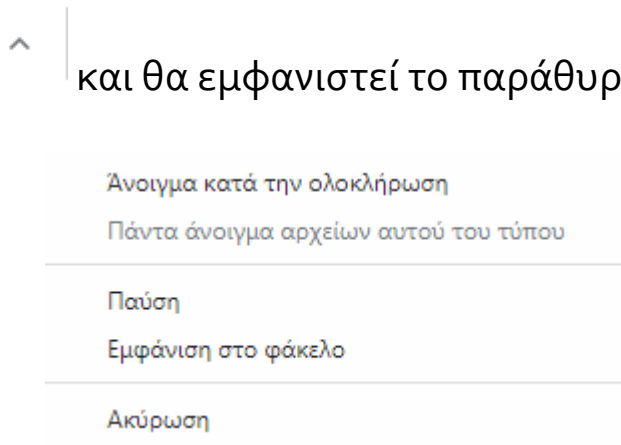 και θα εμφανιστεί το παράθυρ
Άνοιγμα κατά την ολοκλήρωση
Πάντα άνοιγμα αρχείων αυτού του τύπου
Παύση
Εμφάνιση στο φάκελο
Ακύρωση